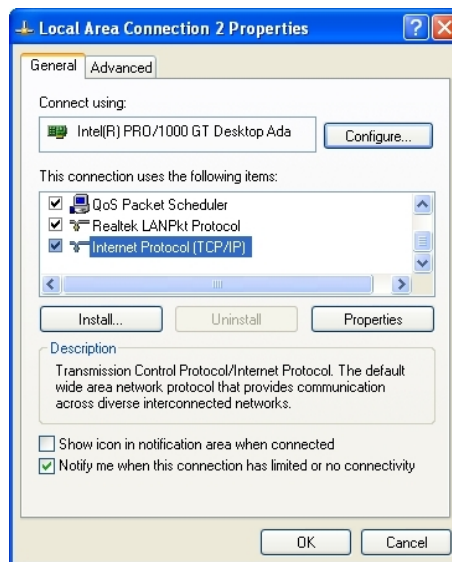 Local Area Connection 2 Properties
General Advanced
Connect using:
Intel(R) PRO/1000 GT Desktop Ada
Configure...
This connection uses the following items:
QoS Packet Scheduler
Realtek LANPkt Protocol
Internet Protocol (TCP/IP)
Install... Uninstall Properties
Description
Transmission Control Protocol/Internet Protocol. The default
wide area network protocol that provides communication
across diverse interconnected networks.
Show icon in notification area when connected
Notify me when this connection has limited or no connectivity
OK Cancel